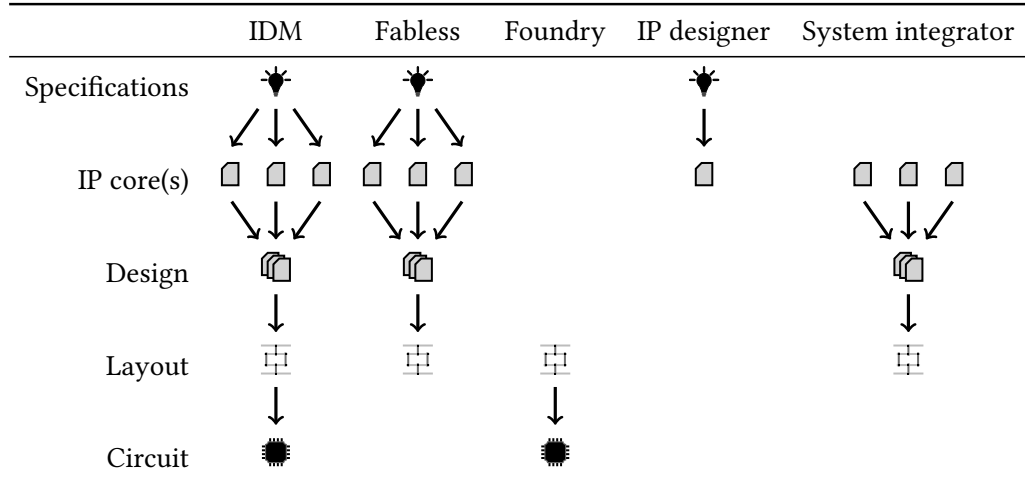 IDM Fabless Foundry IP designer System integrator
Specifications
IP core(s)
Design
Layout
Circuit